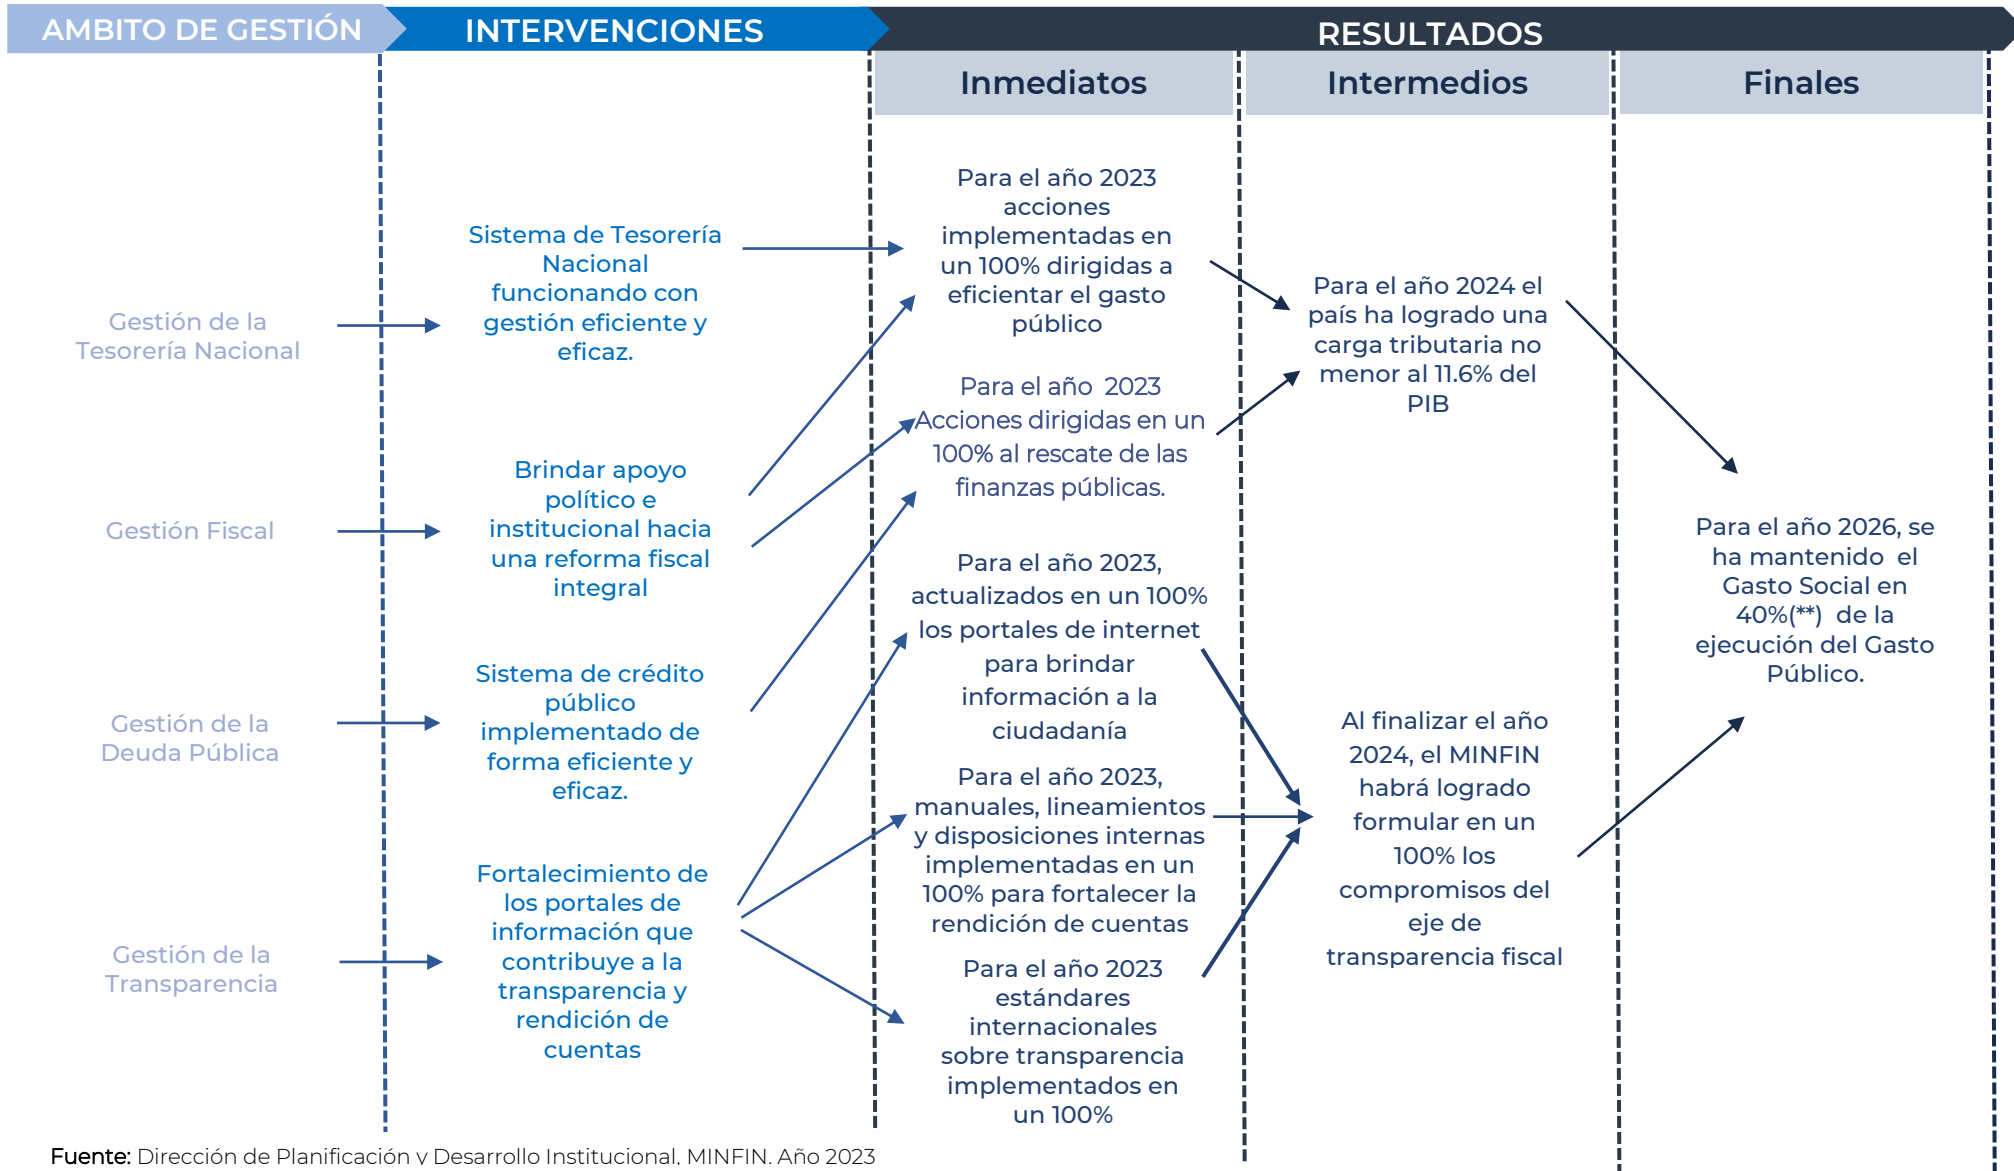 AMBITO DE GESTIÓN
INTERVENCIONES
RESULTADOS
Inmediatos
Intermedios
Finales
Gestión de la
Tesorería Nacional
Gestión Fiscal
Gestión de la
Deuda Pública
Gestión de la
Transparencia
Sistema de Tesorería
Nacional
funcionando con
gestión eficiente y
eficaz.
Brindar apoyo
político e
institucional hacia
una reforma fiscal
integral
Sistema de crédito
público
implementado de
forma eficiente y
eficaz.
Fortalecimiento de
los portales de
información que
contribuye a la
transparencia y
rendición de
cuentas
Para el año 2023
acciones
implementadas en
un 100% dirigidas a
eficientar el gasto
público
Para el año 2023
Acciones dirigidas en un
100% al rescate de las
finanzas públicas.
Para el año 2023,
actualizados en un 100%
los portales de internet
para brindar
información a la
ciudadanía
Para el año 2023,
manuales, lineamientos
y disposiciones internas
implementadas en un
100% para fortalecer la
rendición de cuentas
Para el año 2023
estándares
internacionales
sobre transparencia
implementados en
un 100%
Para el año 2024 el
país ha logrado una
carga tributaria no
menor al 11.6% del
PIB
Al finalizar el año
2024, el MINFIN
habrá logrado
formular en un
100% los
compromisos del
eje de
transparencia fiscal
Para el año 2026, se
ha mantenido el
Gasto Social en
40%(**) de la
ejecución del Gasto
Público.
Fuente: Dirección de Planificación y Desarrollo Institucional, MINFIN. Año 2023